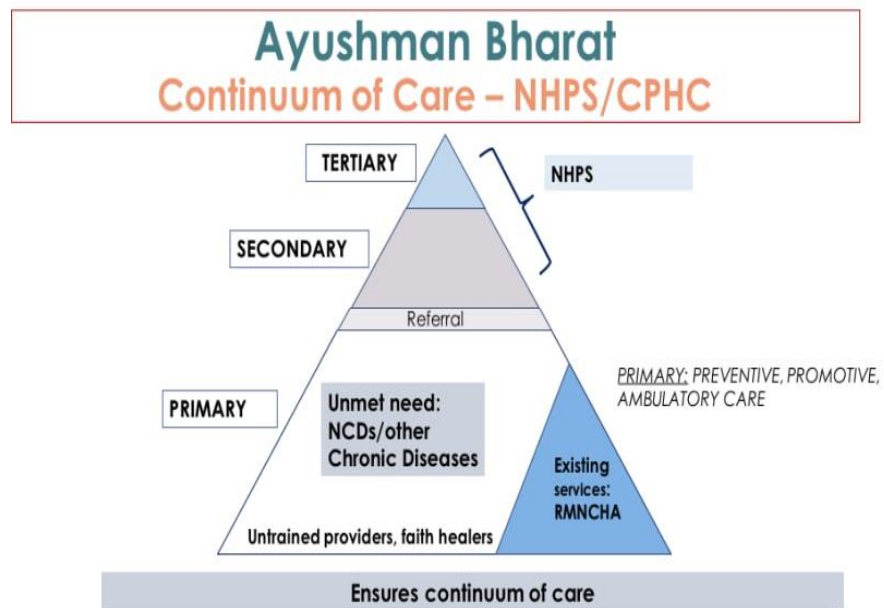 Ayushman Bharat
Continuum of Care – NHPS/CPHC
TERTIARY
NHPS
SECONDARY
Referral
PRIMARY: PREVENTIVE, PROMOTIVE,
AMBULATORY CARE
PRIMARY
Unmet need:
NCDs/other
Chronic Diseases
Existing
services:
RMNCHA
Untrained providers, faith healers
Ensures continuum of care